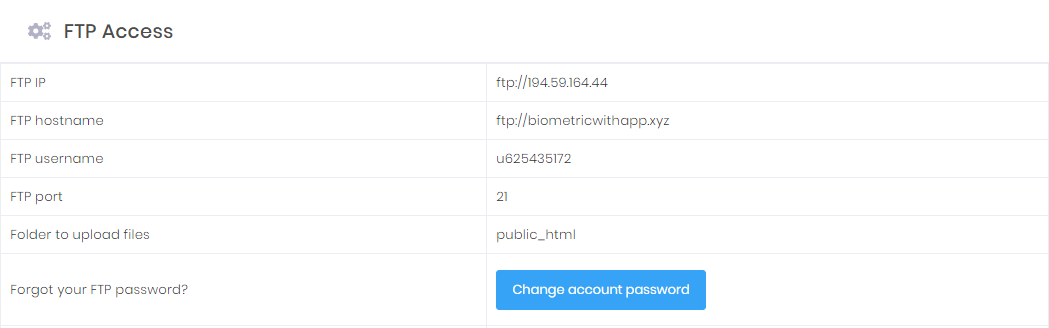 FTP Access
FTP IP ftp://194.59.164.44
FTP hostname ftp://biometricwithapp.xyz
FTP username u625435172
FTP port 21
Folder to upload files public_html
Forgot your FTP password? Change account password